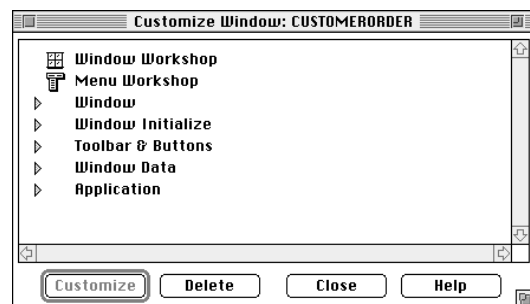 Customize Window: CUSTOMERORDER
Window Workshop
Menu Workshop
Window
Window Initialize
Toolbar & Buttons
Window Data
Application
Customize Delete Close Help